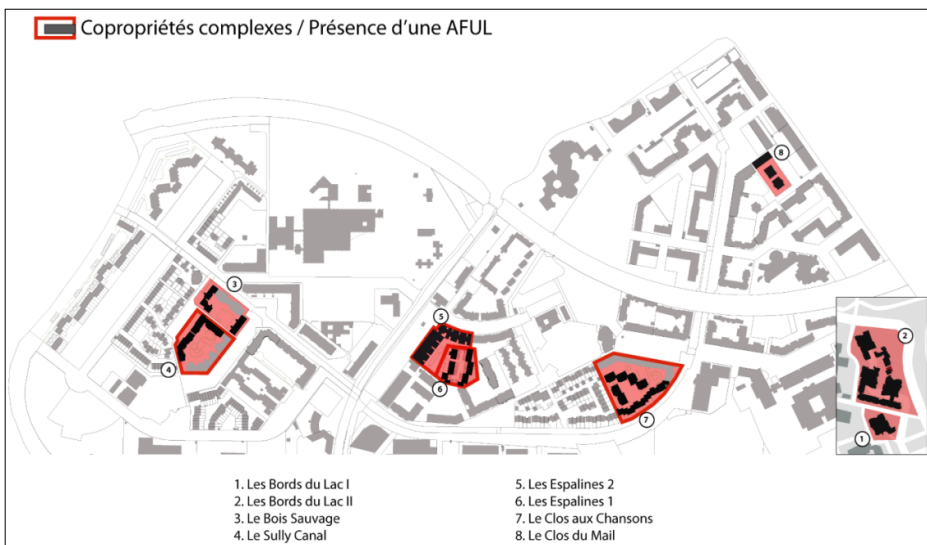 Copropriétés complexes / Présence d'une AFUL
8
3
5
2
4
6
7
1
1. Les Bords du Lac I
2. Les Bords du Lac II
3. Le Bois Sauvage
4. Le Sully Canal
5. Les Espalines 2
6. Les Espalines 1
7. Le Clos aux Chansons
8. Le Clos du Mail